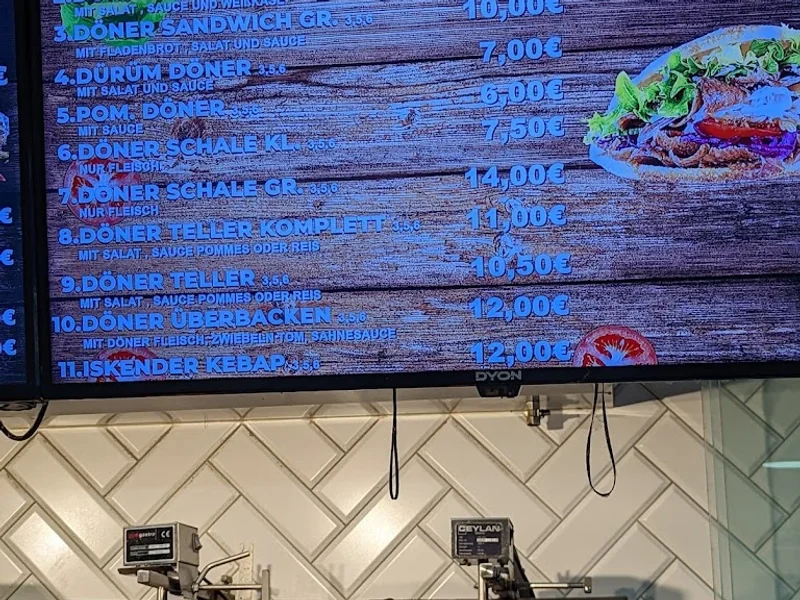 MIT SALAT , SAUCE UND WEIßKÄSE
10,00€
3.DÖNER SANDWICH GR. 3,5,6
MIT FLADENBROT , SALAT UND SAUCE
7,00€
4.DÜRÜM DÖNER 3,5,6
MIT SALAT UND SAUCE
6,00€
5.POM. DÖNER 3,5,6
MIT SAUCE
7,50€
6.DÖNER SCHALE KL. 3,5,6
NUR FLEISCH
14,00€
7.DÖNER SCHALE GR. 3,5,6
NUR FLEISCH
11,00€
8.DÖNER TELLER KOMPLETT 3,5,6
MIT SALAT , SAUCE POMMES ODER REIS
10,50€
9.DÖNER TELLER 3,5,6
MIT SALAT , SAUCE POMMES ODER REIS
12,00€
10.DÖNER ÜBERBACKEN 3,5,6
MIT DÖNER FLEISCH, ZWIEBELN TOM, SAHNESAUCE
12,00€
11.ISKENDER KEBAP 3,5,6
DYON
CE
CEYLAN